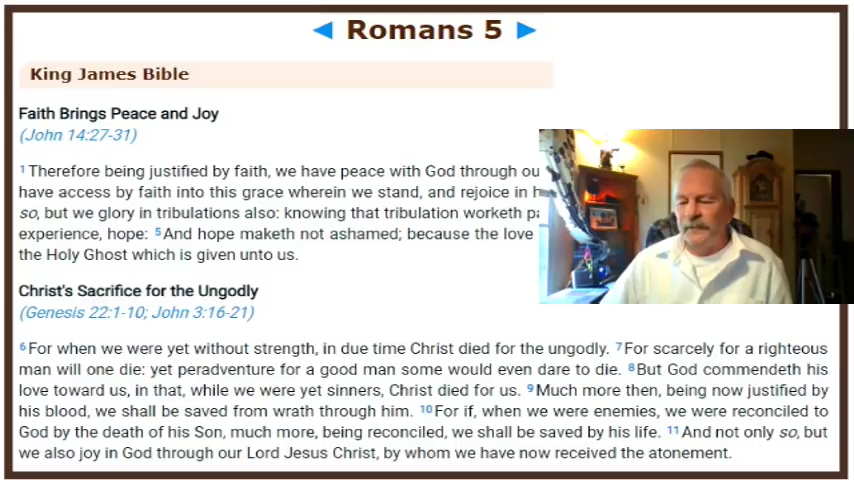 Romans 5
King James Bible
Faith Brings Peace and Joy
(John 14:27-31)
1 Therefore being justified by faith, we have peace with God through
have access by faith into this grace wherein we stand, and rejoice in
so, but we glory in tribulations also: knowing that tribulation worketh
experience, hope: 5 And hope maketh not ashamed; because the love
the Holy Ghost which is given unto us.
Christ's Sacrifice for the Ungodly
(Genesis 22:1-10; John 3:16-21)
6 For when we were yet without strength, in due time Christ died for the ungodly. 7 For scarcely for a righteous
man will one die: yet peradventure for a good man some would even dare to die. 8 But God commendeth his
love toward us, in that, while we were yet sinners, Christ died for us. 9 Much more then, being now justified by
his blood, we shall be saved from wrath through him. 10 For if, when we were enemies, we were reconciled to
God by the death of his Son, much more, being reconciled, we shall be saved by his life. 11 And not only so, but
we also joy in God through our Lord Jesus Christ, by whom we have now received the atonement.